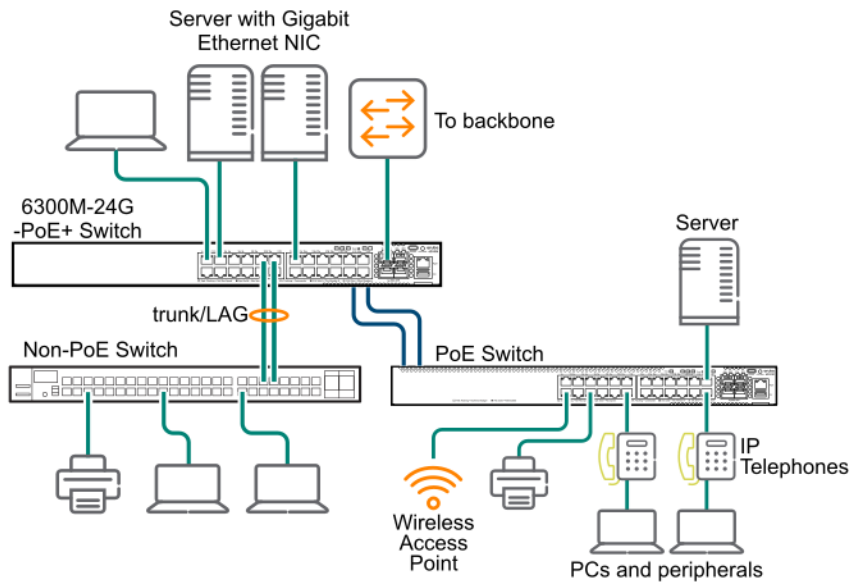 Server with Gigabit
Ethernet NIC
To backbone
6300M-24G
-PoE+ Switch
Server
trunk/LAG
Non-PoE Switch
PoE Switch
IP
Telephones
Wireless
Access
Point
PCs and peripherals